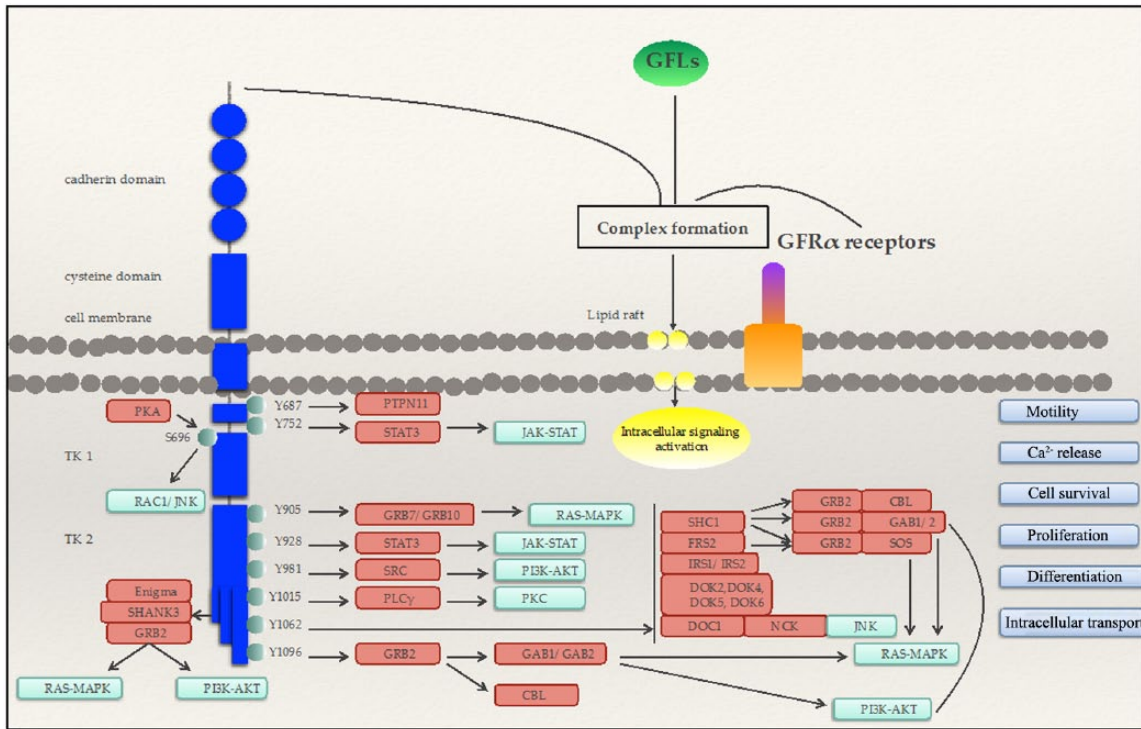 GFLs
cadherin domain
Complex formation
GFRα receptors
cysteine domain
cell membrane
Lipid raft
PKA
Y687
PTPN11
Y752
STAT3
JAK-STAT
S696
Intracellular signaling
activation
TK 1
RAC1/ JNK
Motility
Ca²⁻ release
Cell survival
Proliferation
Differentiation
Intracellular transport
TK 2
Y905
GRB7/ GRB10
RAS-MAPK
Y928
STAT3
JAK-STAT
Y981
SRC
PI3K-AKT
Y1015
PLCγ
PKC
Y1062
Y1096
GRB2
GAB1/ GAB2
CBL
Enigma
SHANK3
GRB2
RAS-MAPK
PI3K-AKT
SHC1
FRS2
IRS1/ IRS2
DOK2,DOK4,
DOK5, DOK6
DOC1
NCK
JNK
GRB2
CBL
GRB2
GAB1/ 2
GRB2
SOS
RAS-MAPK
PI3K-AKT